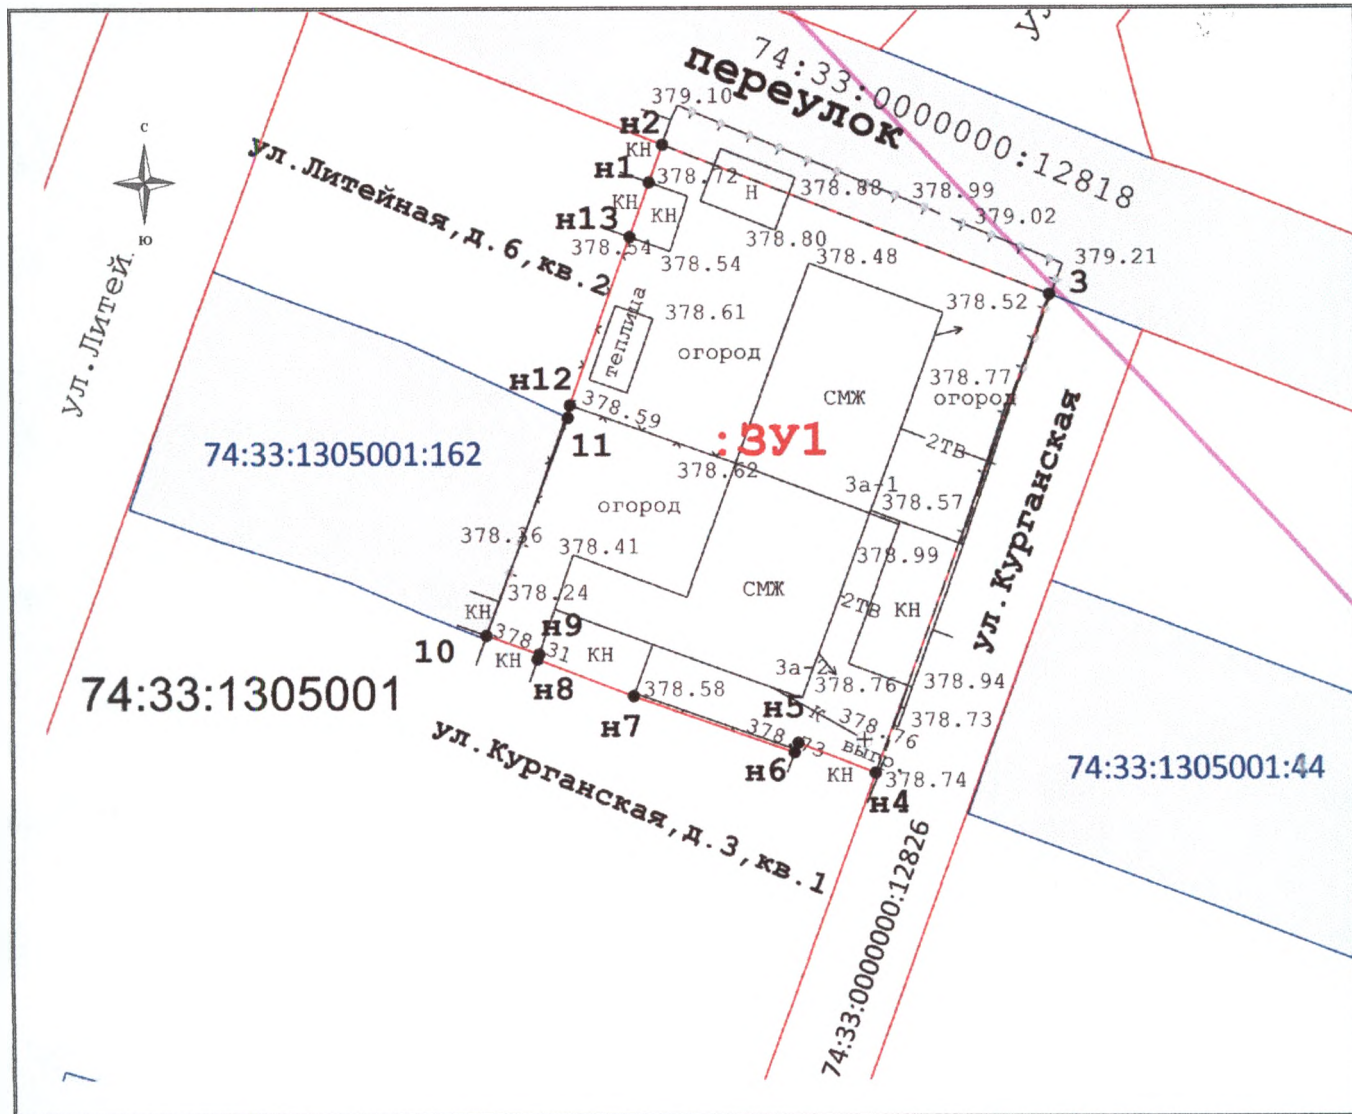 74:33:0000000:12818
переулок
379.10
н2
КН
н1
378.72
Н
378.88
378.99
379.02
379.21
3
с
ю
ул.Литейная,д.6,кв.2
КН
КН
н13
378.54
378.54
378.80
378.48
378.52
ул.Литей
теплица
378.61
огород
378.77
огород
СМЖ
н12
378.59
11
:ЗУ1
2ТВ
378.62
74:33:1305001:162
3а-1
378.57
огород
378.36
378.41
378.99
ул.Курганская
378.24
СМЖ
2ТВ
КН
КН
10
378.31
н9
КН
КН
н8
3а-2
378.76
378.94
74:33:1305001
378.58
н7
н5
К
378.76
378.73
378.73
выгр.
н6
КН
378.74
н4
74:33:1305001:44
ул.Курганская,д.3,кв.1
74:33:0000000:12826